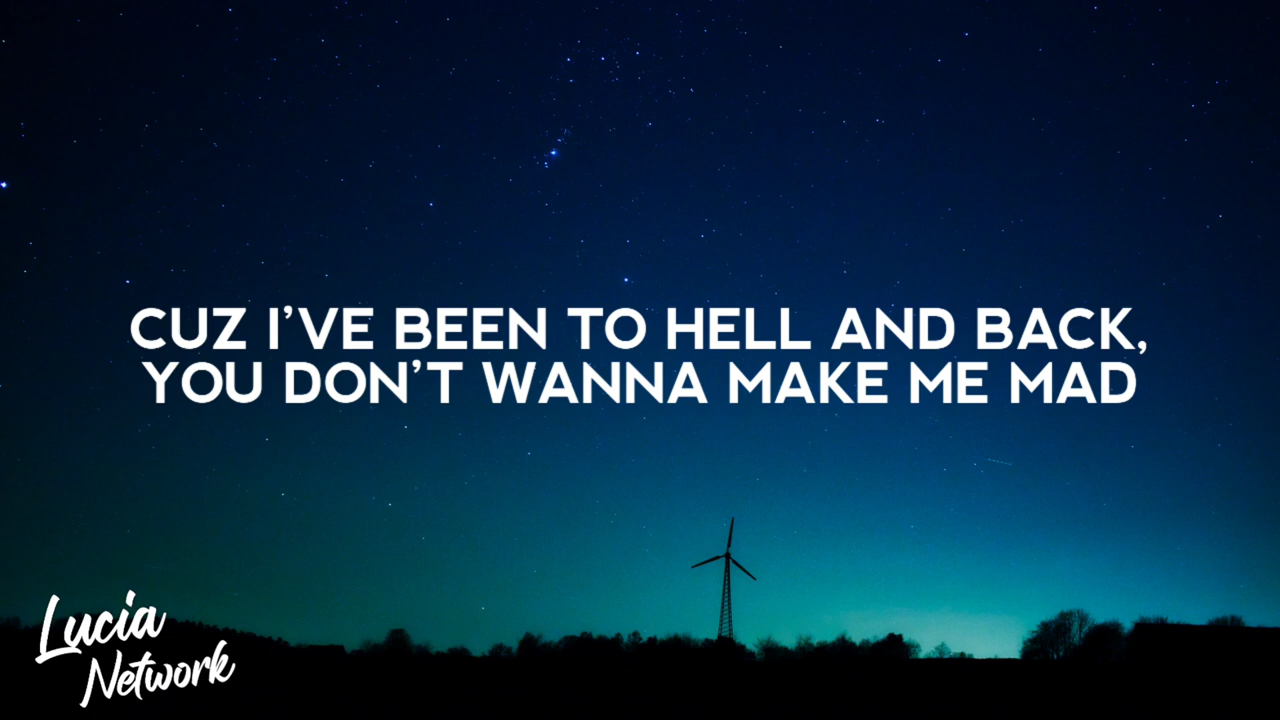 CUZ I’VE BEEN TO HELL AND BACK,
YOU DON’T WANNA MAKE ME MAD
Lucia
Network